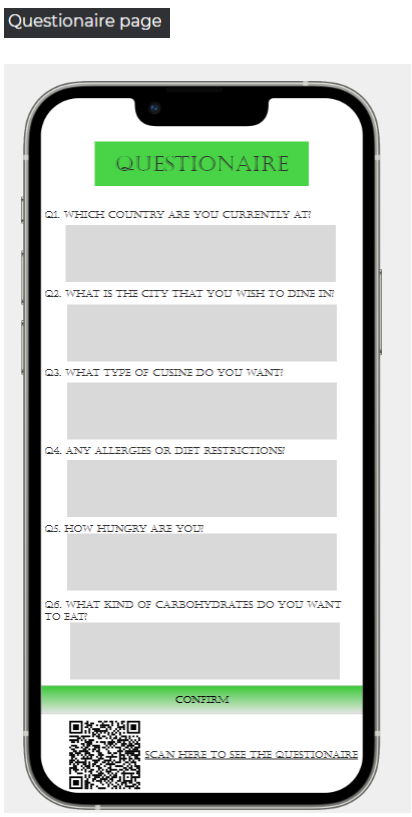 Questionaire page
QUESTIONAIRE
Q1. WHICH COUNTRY ARE YOU CURRENTLY AT?
Q2. WHAT IS THE CITY THAT YOU WISH TO DINE IN?
Q3. WHAT TYPE OF CUSINE DO YOU WANT?
Q4. ANY ALLERGIES OR DIET RESTRICTIONS?
Q5. HOW HUNGRY ARE YOU?
Q6. WHAT KIND OF CARBOHYDRATES DO YOU WANT
TO EAT?
CONFIRM
SCAN HERE TO SEE THE QUESTIONAIRE